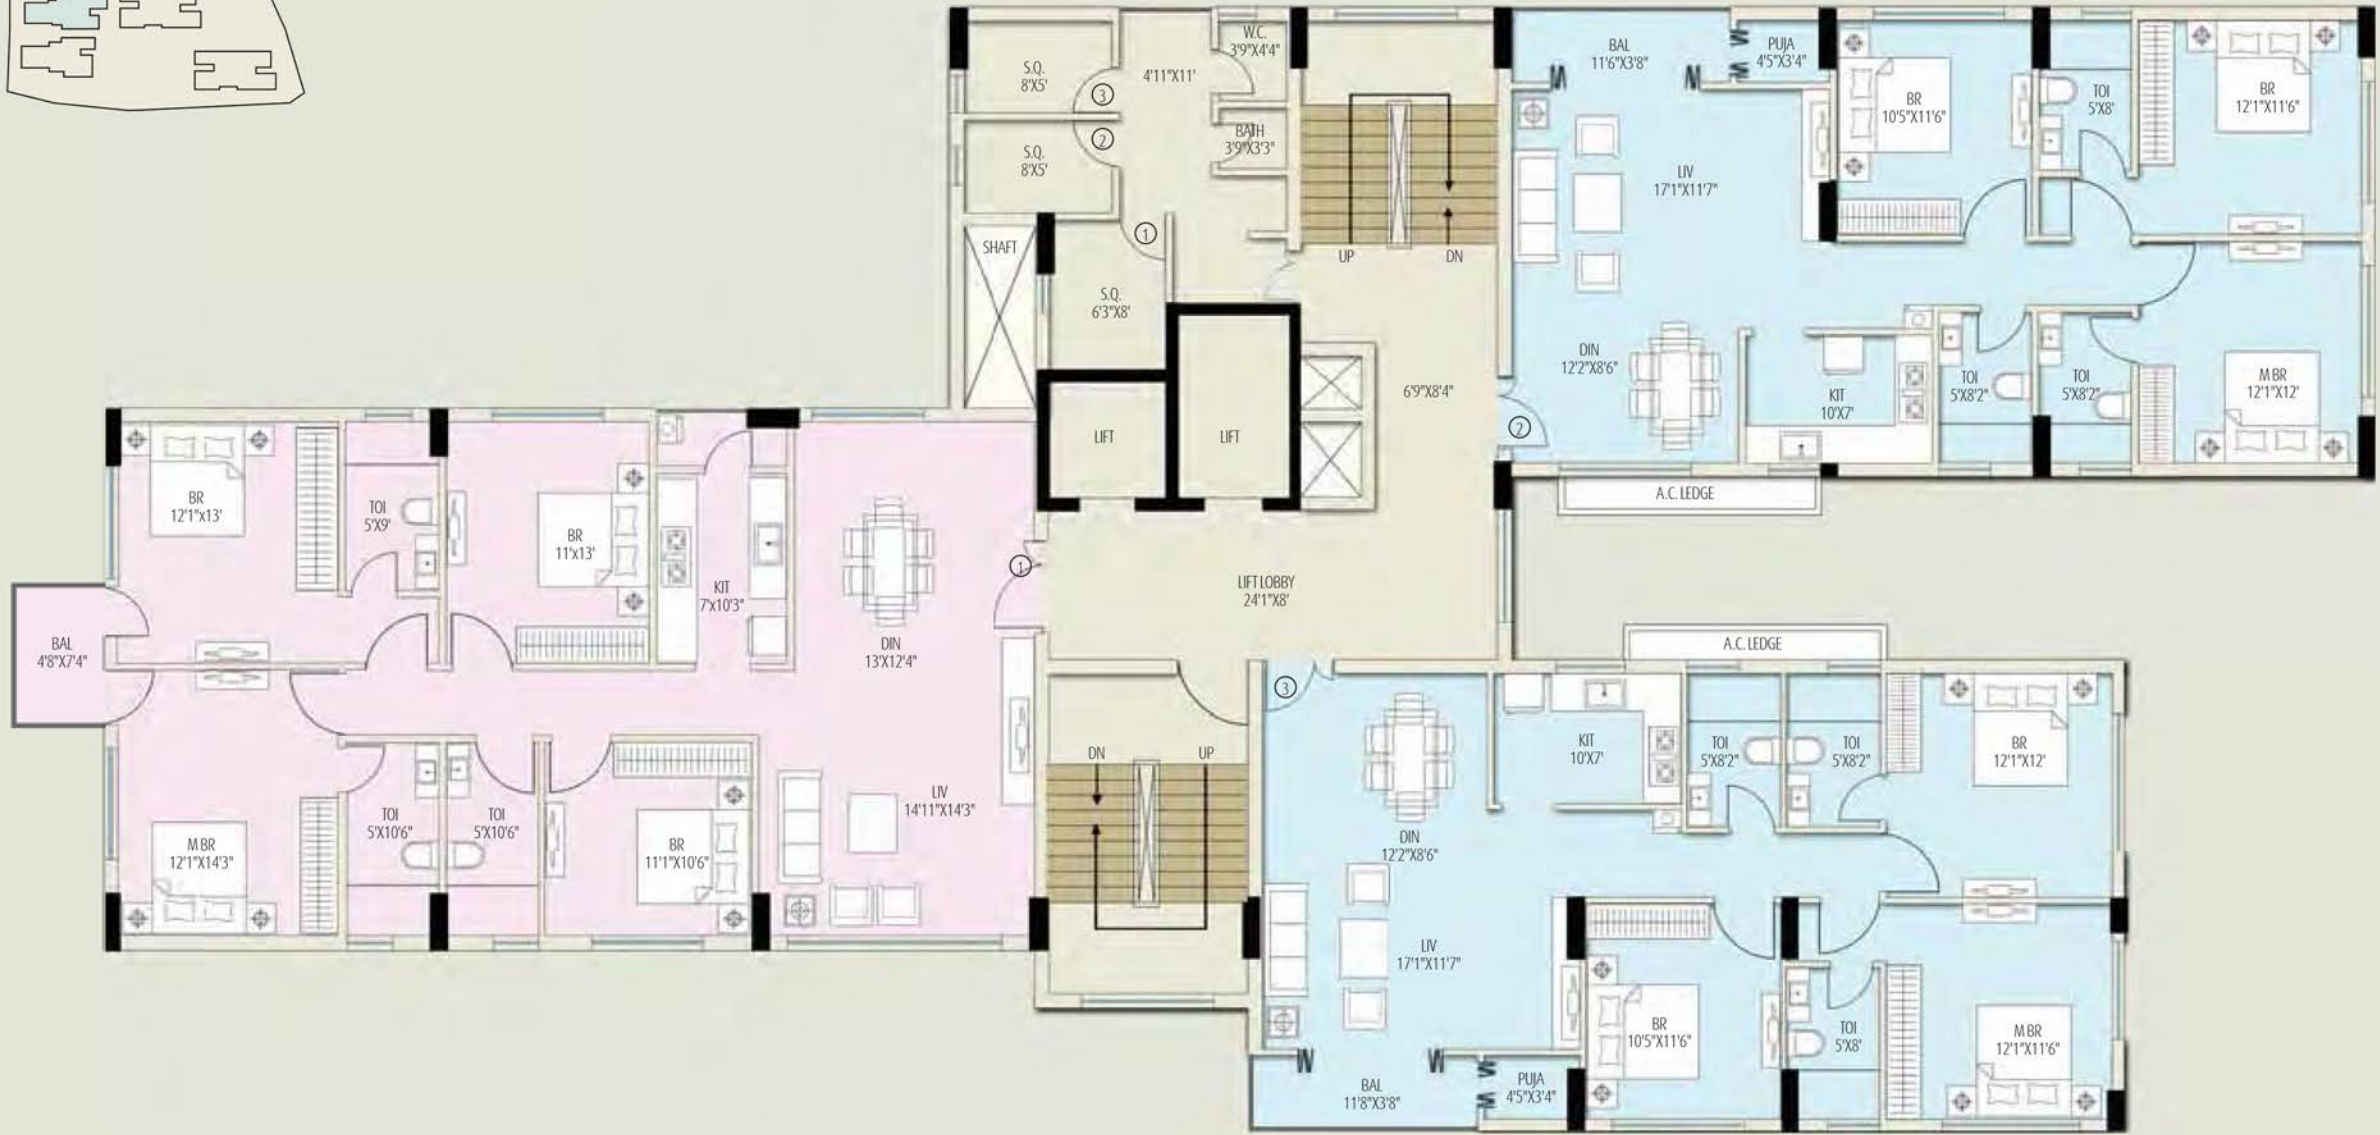 S.Q.
8'X5'
4'11"X11'
W.C.
3'9"X4'4"
3
2
S.Q.
8'X5'
BATH
3'9"X3'3"
1
SHAFT
S.Q.
6'3"X8'
UP
DN
LIFT
LIFT
6'9"X8'4"
LIFT LOBBY
24'1"X8'
BAL
11'6"X3'8"
PUJA
4'5"X3'4"
BR
10'5"X11'6"
TOI
5'X8'
BR
12'1"X11'6"
LIV
17'1"X11'7"
DIN
12'2"X8'6"
2
KIT
10'X7'
TOI
5'X8'2"
TOI
5'X8'2"
M BR
12'1"X12'
A.C. LEDGE
BR
12'1"x13'
TOI
5'X9'
BR
11'x13'
KIT
7'x10'3"
1
DIN
13'X12'4"
BAL
4'8"X7'4"
M BR
12'1"X14'3"
TOI
5'X10'6"
TOI
5'X10'6"
BR
11'1"X10'6"
LIV
14'11"X14'3"
DN
UP
A.C. LEDGE
3
KIT
10'X7'
TOI
5'X8'2"
TOI
5'X8'2"
BR
12'1"X12'
DIN
12'2"X8'6"
LIV
17'1"X11'7"
BR
10'5"X11'6"
TOI
5'X8'
M BR
12'1"X11'6"
BAL
11'8"X3'8"
PUJA
4'5"X3'4"